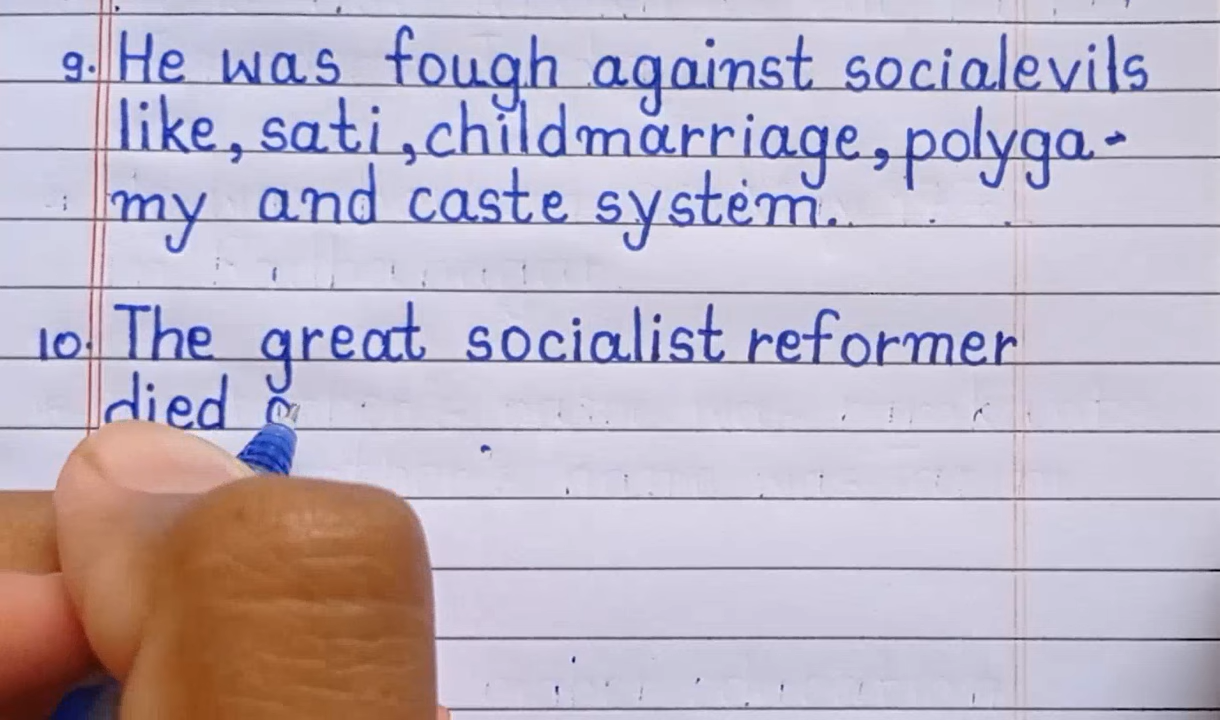 9. He was fough against socialevils
like, sati, childmarriage, polyga-
my and caste system.
10. The great socialist reformer
died